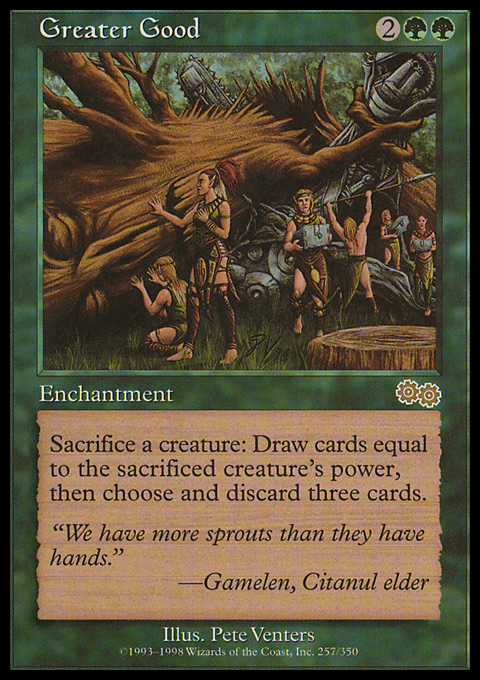 Greater Good 2
Enchantment
Sacrifice a creature: Draw cards equal
to the sacrificed creature's power,
then choose and discard three cards.
“We have more sprouts than they have
hands.”
—Gamelen, Citanul elder
Illus. Pete Venters
©1993–1998 Wizards of the Coast, Inc. 257/350